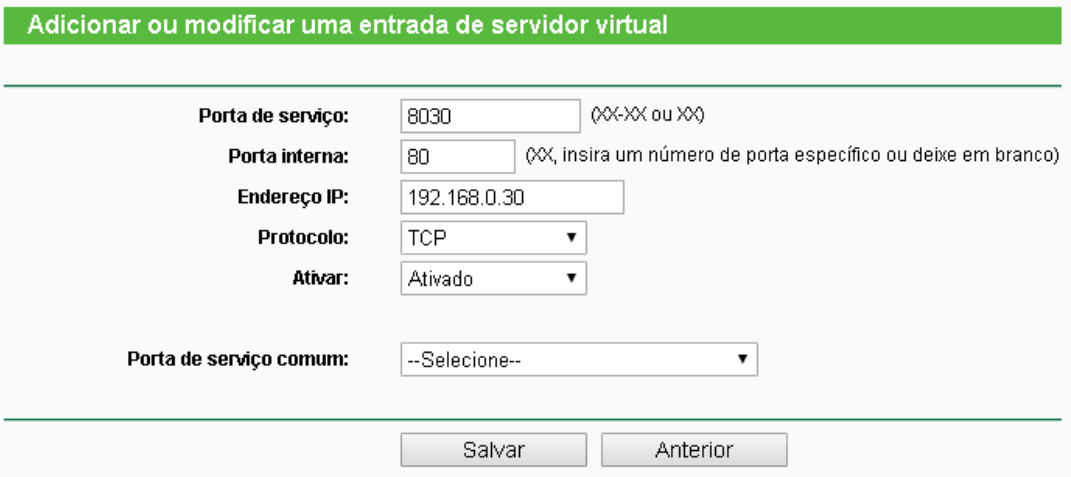 Adicionar ou modificar uma entrada de servidor virtual
Porta de serviço: 8030 (XX-XX ou XX)
Porta interna: 80 (XX, insira um número de porta específico ou deixe em branco)
Endereço IP: 192.168.0.30
Protocolo: TCP
Ativar: Ativado
Porta de serviço comum: --Selecione--
Salvar Anterior